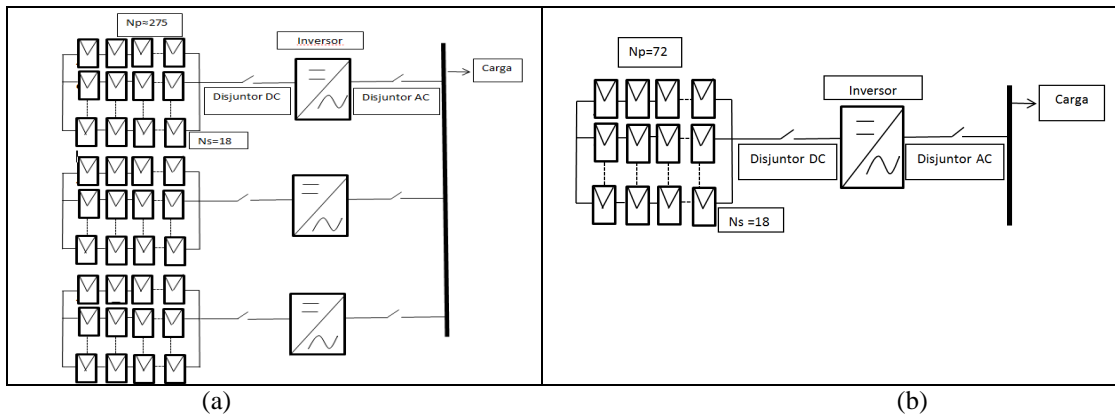 Np≈275
Inversor
Carga
Disjuntor DC
Disjuntor AC
Ns=18
Np=72
Inversor
Carga
Disjuntor DC
Disjuntor AC
Ns =18
(a)
(b)